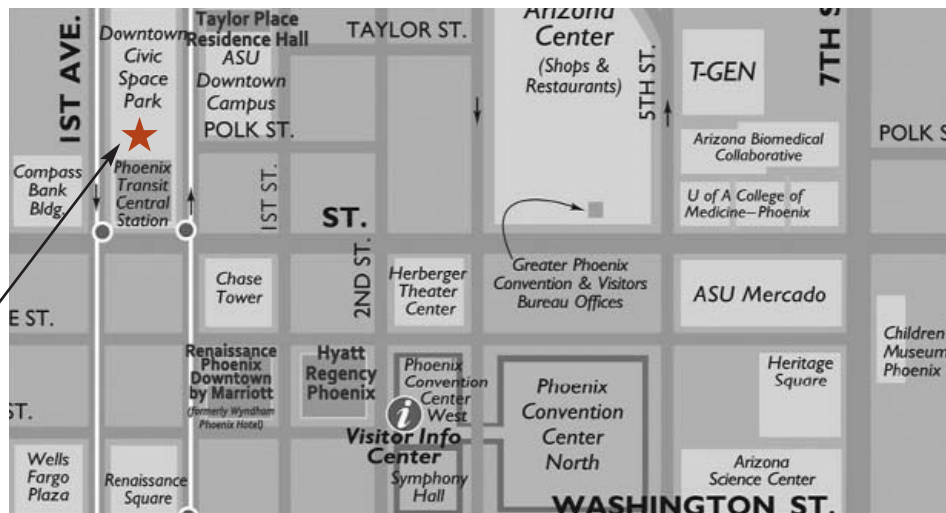 1ST AVE.
Downtown
Civic
Space
Park
Taylor Place
Residence Hall
ASU
Downtown
Campus
POLK ST.
TAYLOR ST.
Arizona
Center
(Shops &
Restaurants)
5TH ST.
T-GEN
7TH S
POLK S
Arizona Biomedical
Collaborative
U of A College of
Medicine–Phoenix
Compass
Bank
Bldg.
Phoenix
Transit
Central
Station
1ST ST.
ST.
2ND ST.
Chase
Tower
Herberger
Theater
Center
Greater Phoenix
Convention & Visitors
Bureau Offices
ASU Mercado
E ST.
Children
Museum
Phoenix
Renaissance
Phoenix
Downtown
by Marriott
(formerly Wyndham
Phoenix Hotel)
Hyatt
Regency
Phoenix
Phoenix
Convention
Center
West
i
Visitor Info
Center
Symphony
Hall
Phoenix
Convention
Center
North
Heritage
Square
ST.
Wells
Fargo
Plaza
Renaissance
Square
Arizona
Science Center
WASHINGTON ST.